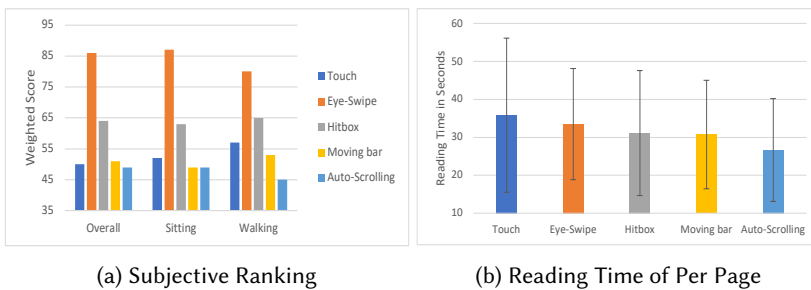 95
85
75
65
55
45
35
Weighted Score
Overall
Sitting
Walking
Touch
Eye-Swipe
Hitbox
Moving bar
Auto-Scrolling
(a) Subjective Ranking
60
50
40
30
20
10
Reading Time in Seconds
Touch
Eye-Swipe
Hitbox
Moving bar
Auto-Scrolling
(b) Reading Time of Per Page